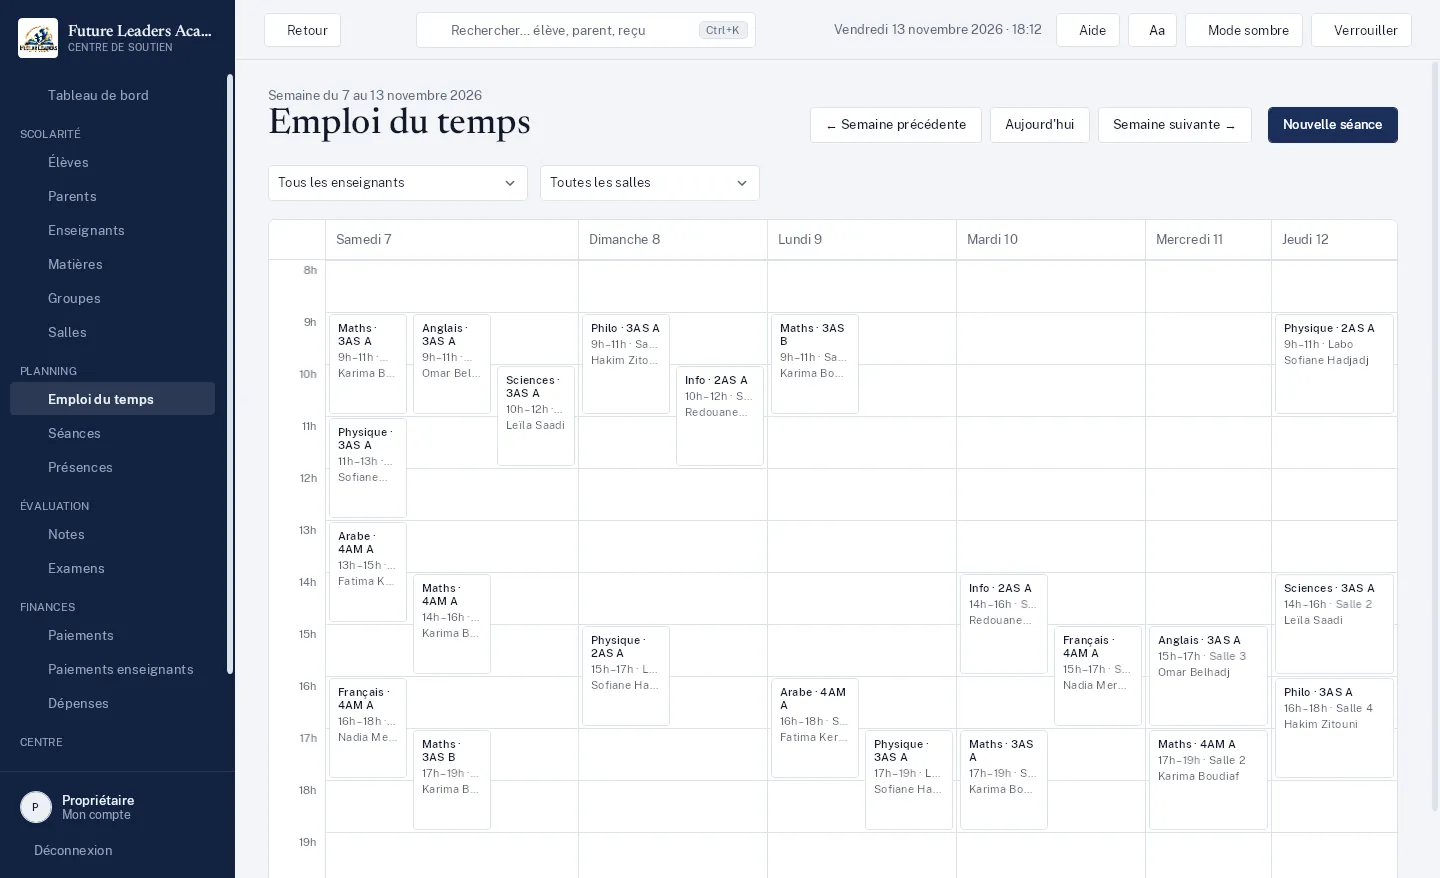 Future Leaders Aca...
CENTRE DE SOUTIEN
Tableau de bord
SCOLARITÉ
Élèves
Parents
Enseignants
Matières
Groupes
Salles
PLANNING
Emploi du temps
Séances
Présences
ÉVALUATION
Notes
Examens
FINANCES
Paiements
Paiements enseignants
Dépenses
CENTRE
P
Propriétaire
Mon compte
Déconnexion
Retour
Rechercher... élève, parent, reçu
Ctrl+K
Vendredi 13 novembre 2026 · 18:12
Aide
Aa
Mode sombre
Verrouiller
Semaine du 7 au 13 novembre 2026
Emploi du temps
← Semaine précédente
Aujourd'hui
Semaine suivante →
Nouvelle séance
Tous les enseignants
Toutes les salles
Samedi 7
Dimanche 8
Lundi 9
Mardi 10
Mercredi 11
Jeudi 12
8h
9h
10h
11h
12h
13h
14h
15h
16h
17h
18h
19h
Maths ·
3AS A
9h–11h ·...
Karima B...
Anglais ·
3AS A
9h–11h ·...
Omar Bel...
Sciences ·
3AS A
10h–12h ·...
Leïla Saadi
Physique ·
3AS A
11h–13h ·...
Sofiane...
Arabe ·
4AM A
13h–15h ·...
Fatima K...
Maths ·
4AM A
14h–16h ·...
Karima B...
Français ·
4AM A
16h–18h ·...
Nadia Me...
Maths ·
3AS B
17h–19h ·...
Karima B...
Philo · 3AS A
9h–11h · Sa...
Hakim Zito...
Info · 2AS A
10h–12h · S...
Redouane...
Physique ·
2AS A
15h–17h · L...
Sofiane Ha...
Maths · 3AS
B
9h–11h · Sa...
Karima Bo...
Arabe · 4AM
A
16h–18h · S...
Fatima Ker...
Physique ·
3AS A
17h–19h · L...
Sofiane Ha...
Info · 2AS A
14h–16h · S...
Redouane...
Français ·
4AM A
15h–17h · S...
Nadia Mer...
Maths · 3AS
A
17h–19h · S...
Karima Bo...
Anglais · 3AS A
15h–17h · Salle 3
Omar Belhadj
Maths · 4AM A
17h–19h · Salle 2
Karima Boudiaf
Physique · 2AS A
9h–11h · Labo
Sofiane Hadjadj
Sciences · 3AS A
14h–16h · Salle 2
Leïla Saadi
Philo · 3AS A
16h–18h · Salle 4
Hakim Zitouni